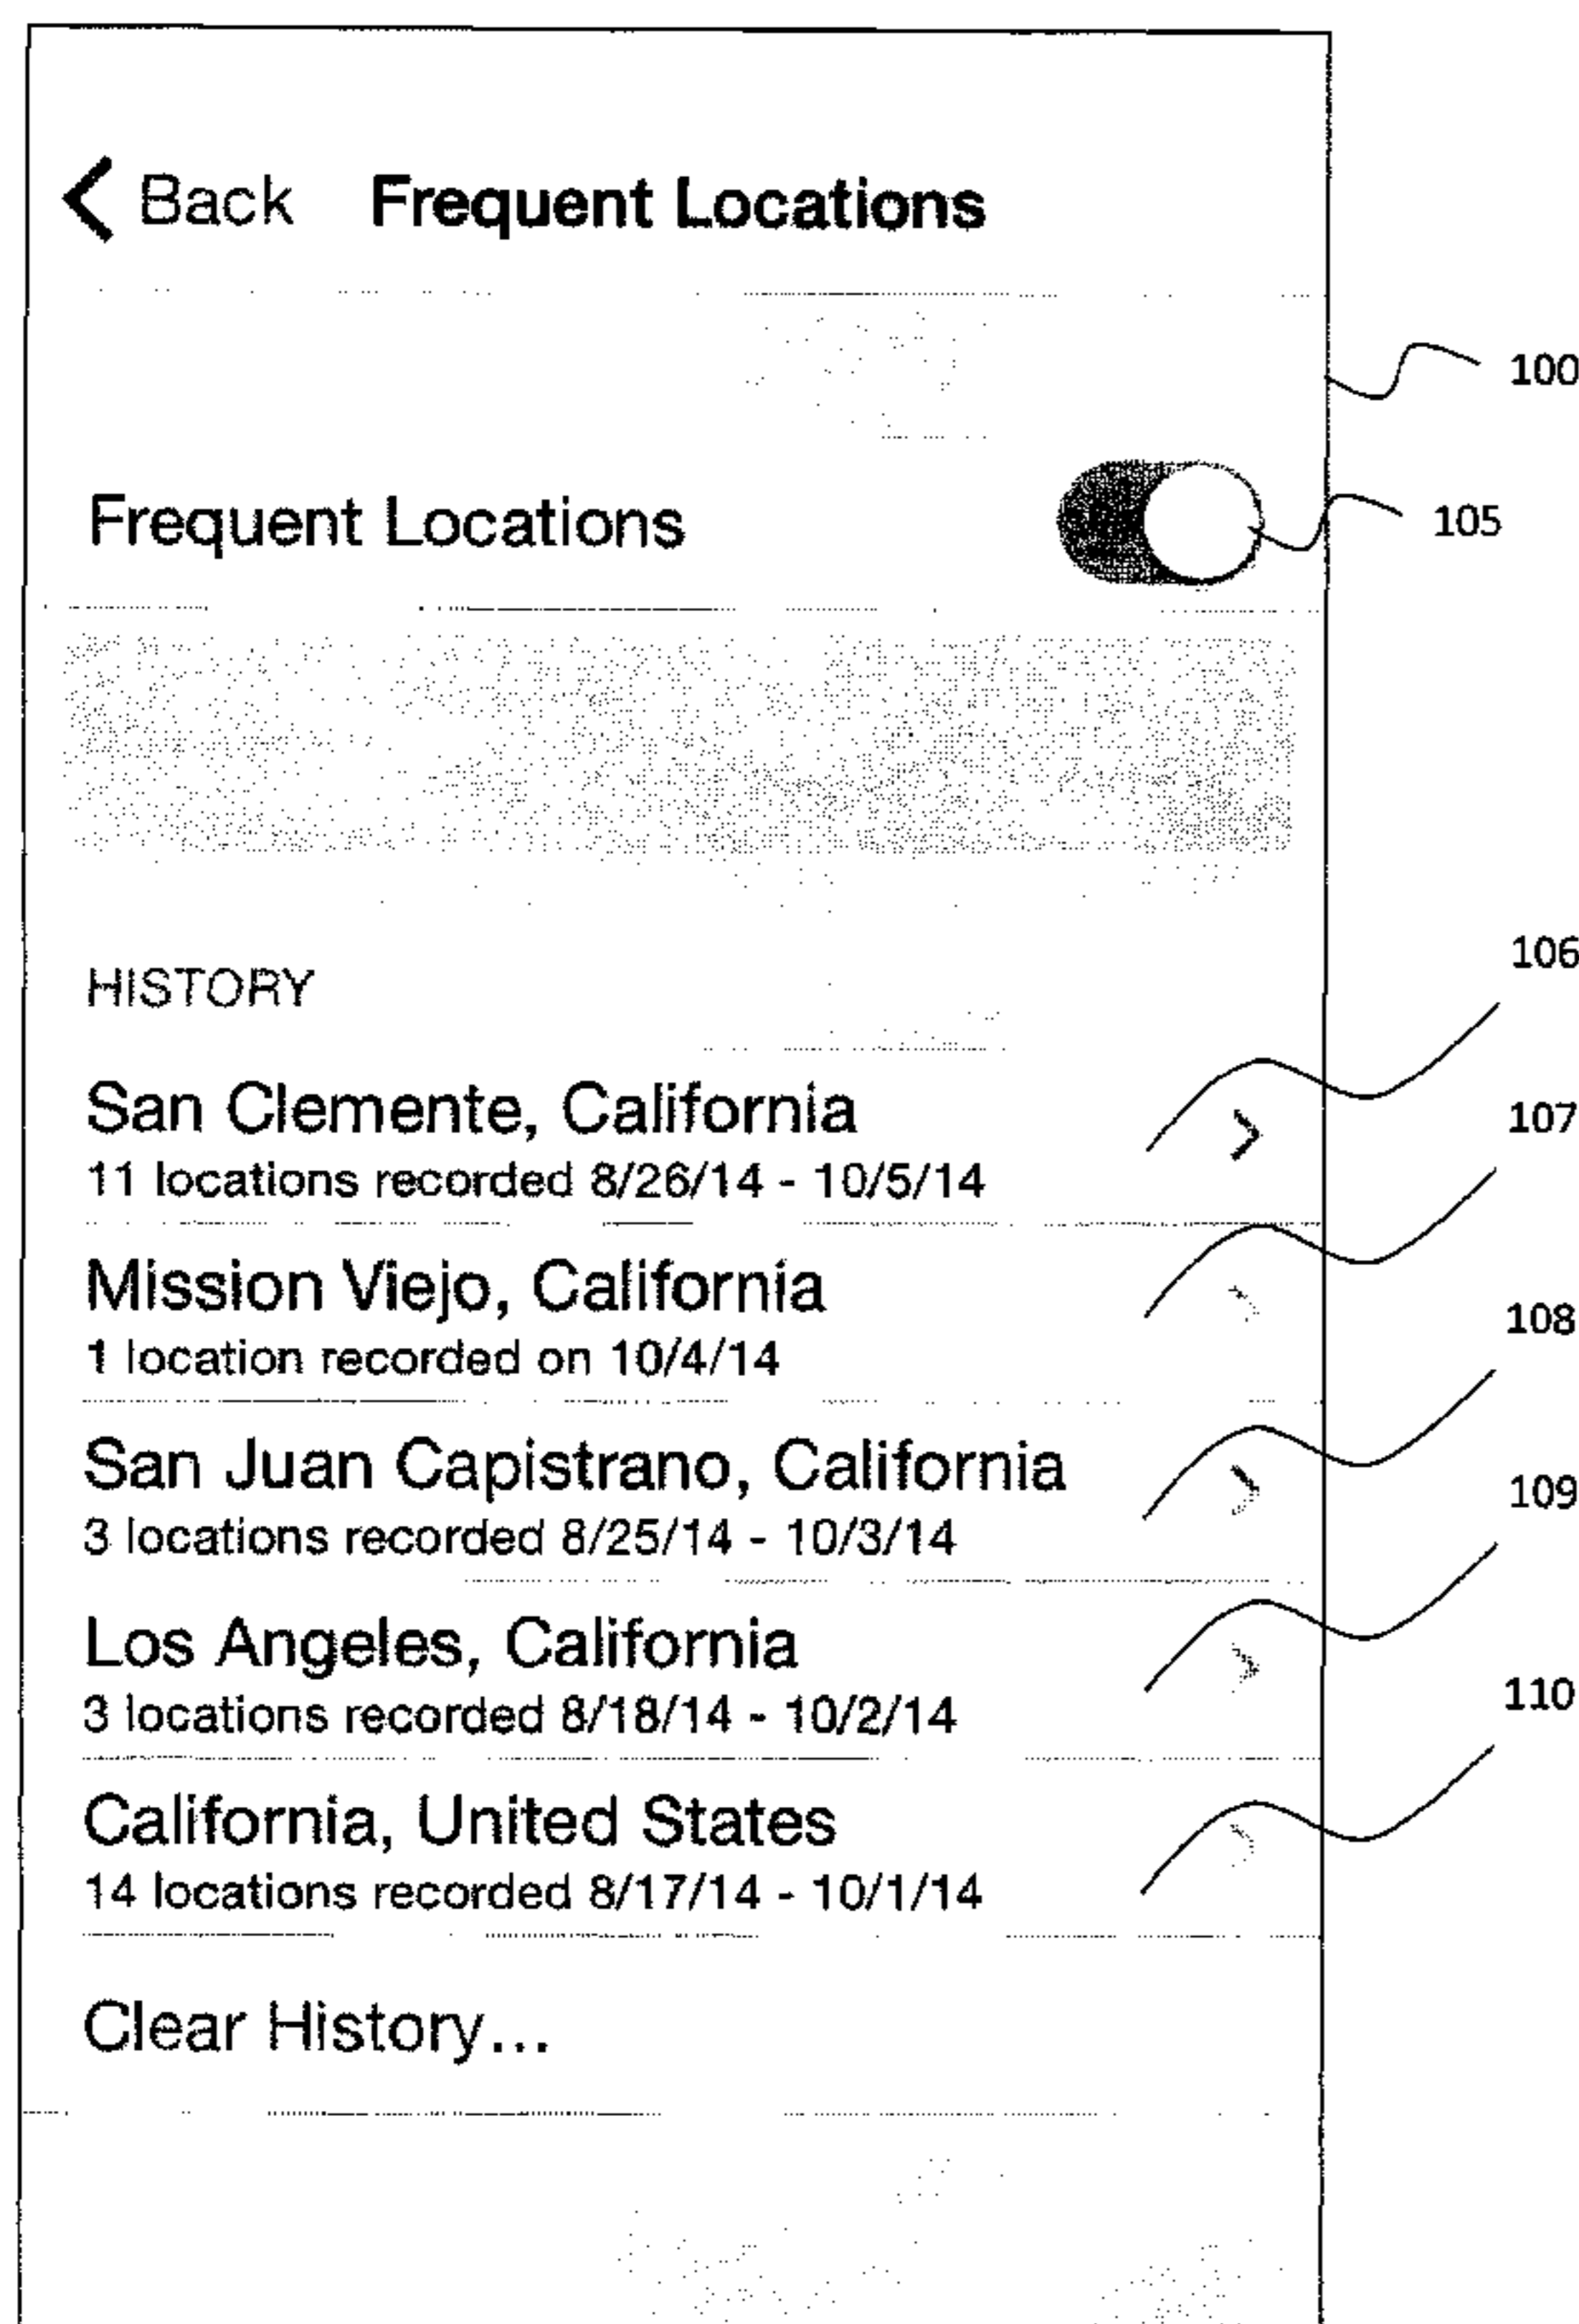 Back Frequent Locations
100
Frequent Locations
105
HISTORY
106
San Clemente, California
11 locations recorded 8/26/14 - 10/5/14
107
Mission Viejo, California
1 location recorded on 10/4/14
108
San Juan Capistrano, California
3 locations recorded 8/25/14 - 10/3/14
109
Los Angeles, California
3 locations recorded 8/18/14 - 10/2/14
110
California, United States
14 locations recorded 8/17/14 - 10/1/14
Clear History...